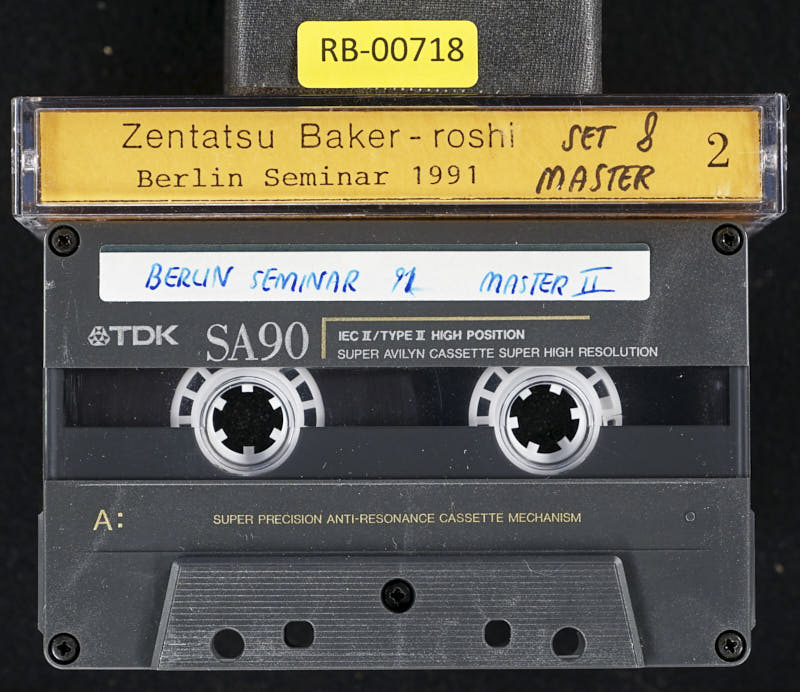 RB-00718
Zentatsu Baker-roshi SET 8 2
Berlin Seminar 1991 MASTER
BERLIN SEMINAR 91 MASTER II
TDK SA90 IEC II/TYPE II HIGH POSITION
SUPER AVILYN CASSETTE SUPER HIGH RESOLUTION
A: SUPER PRECISION ANTI-RESONANCE CASSETTE MECHANISM